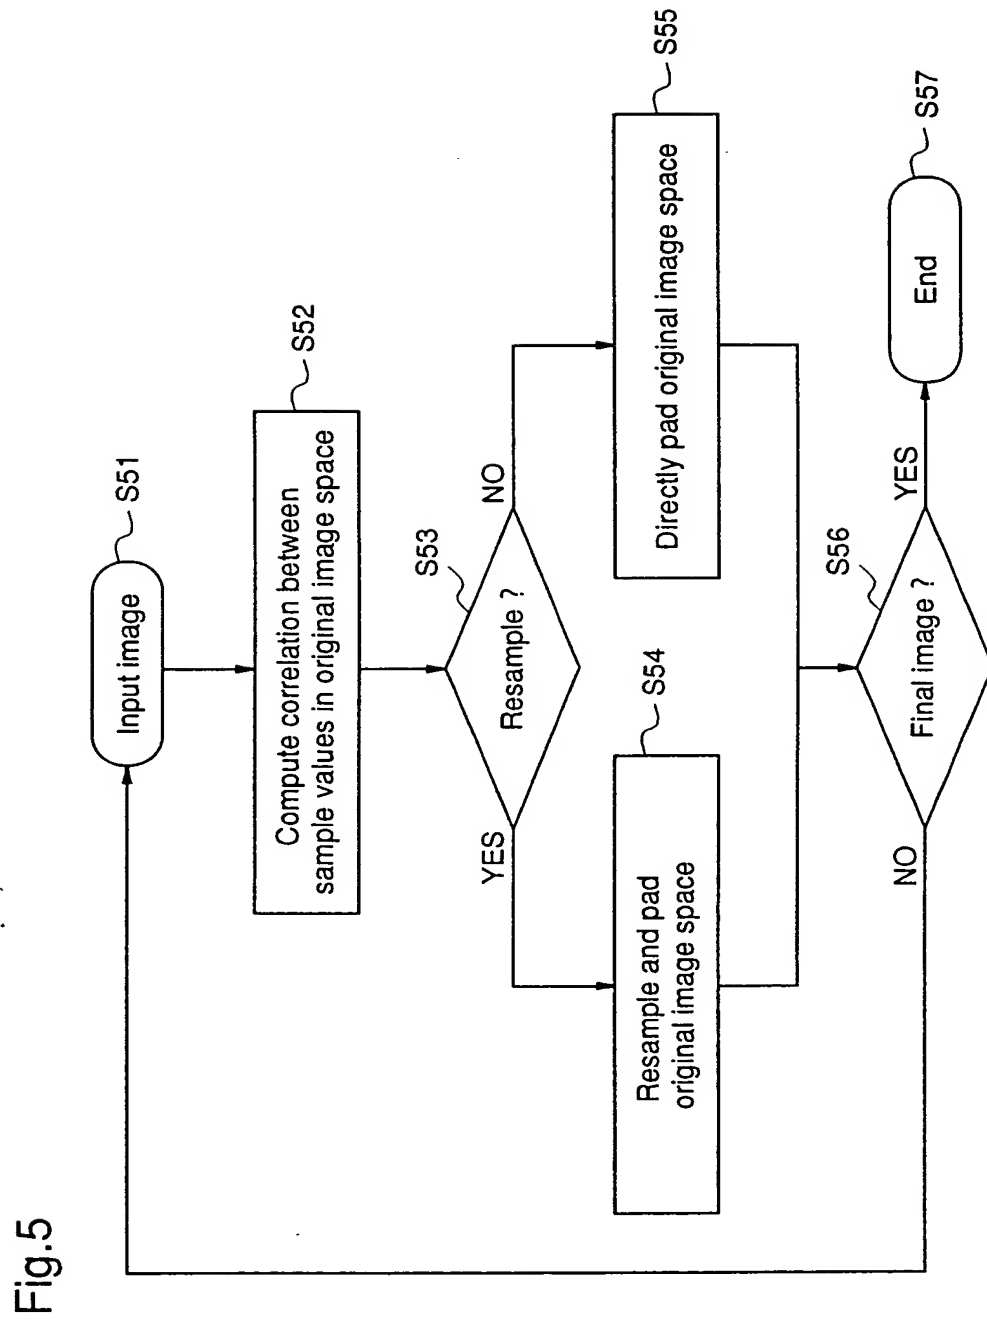 Fig.5
Input image
S51
Compute correlation between
sample values in original image space
S52
Resample ?
S53
YES
NO
Resample and pad
original image space
S54
Directly pad original image space
S55
Final image ?
S56
NO
YES
End
S57